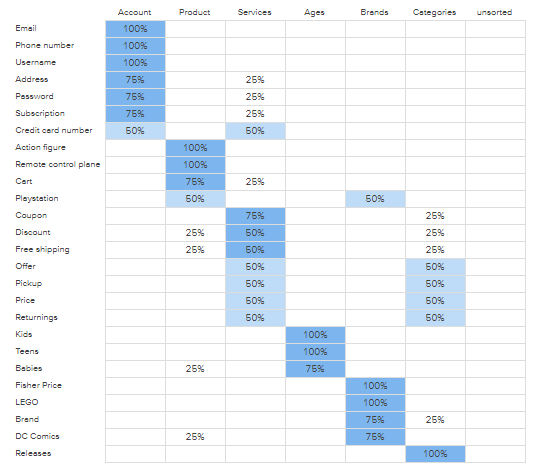 Account Product Services Ages Brands Categories unsorted
Email 100%
Phone number 100%
Username 100%
Address 75% 25%
Password 75% 25%
Subscription 75% 25%
Credit card number 50% 50%
Action figure 100%
Remote control plane 100%
Cart 75% 25%
Playstation 50% 50%
Coupon 75% 25%
Discount 25% 50% 25%
Free shipping 25% 50% 25%
Offer 50% 50%
Pickup 50% 50%
Price 50% 50%
Returnings 50% 50%
Kids 100%
Teens 100%
Babies 25% 75%
Fisher Price 100%
LEGO 100%
Brand 75% 25%
DC Comics 25% 75%
Releases 100%